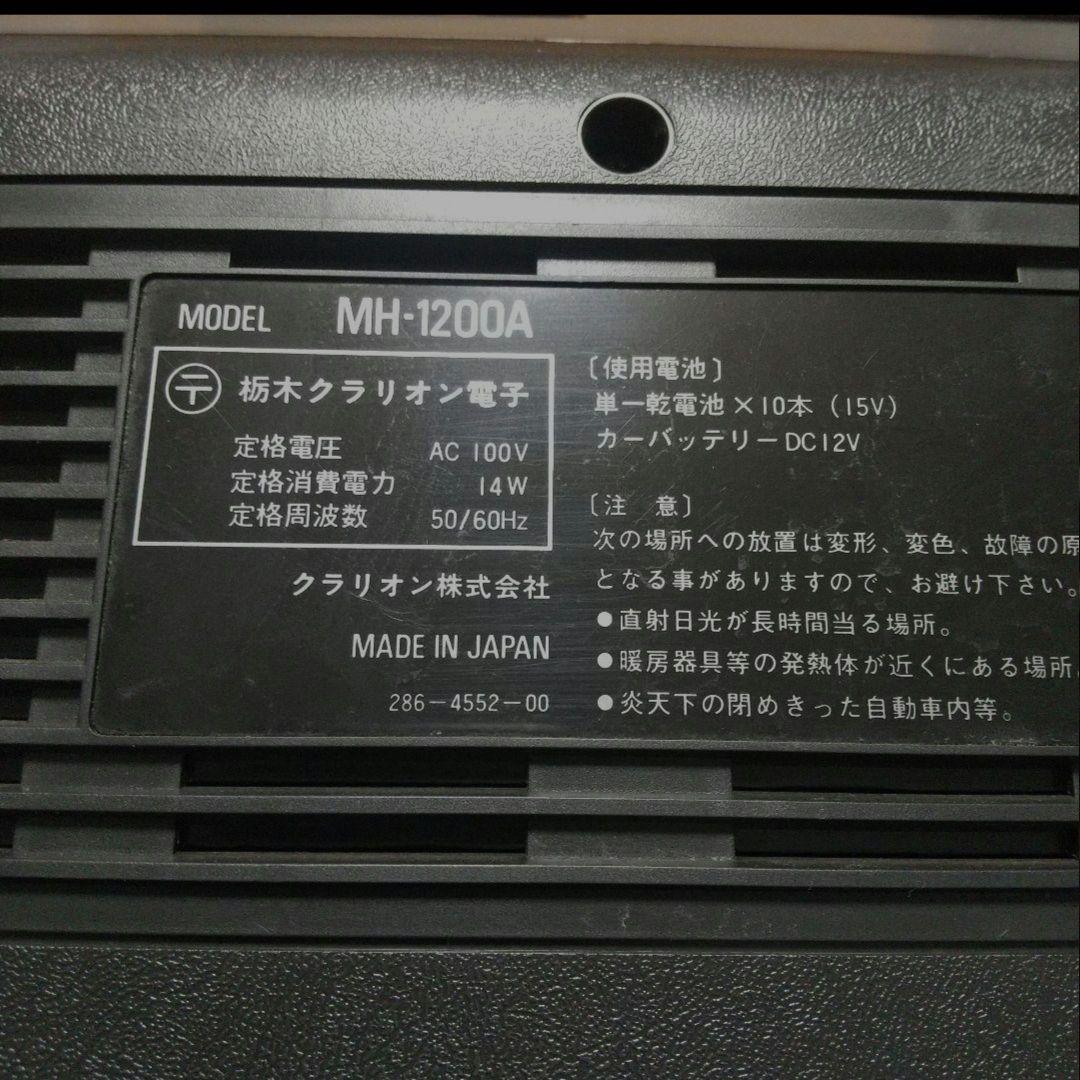 MODEL MH-1200A
〒 栃木クラリオン電子
定格電圧 AC 100V
定格消費電力 14W
定格周波数 50/60Hz
クラリオン株式会社
MADE IN JAPAN
286-4552-00
〔使用電池〕
単一乾電池×10本 (15V)
カーバッテリーDC12V
〔注 意〕
次の場所への放置は変形、変色、故障の原
となる事がありますので、お避け下さい。
●直射日光が長時間当る場所。
●暖房器具等の発熱体が近くにある場所。
●炎天下の閉めきった自動車内等。